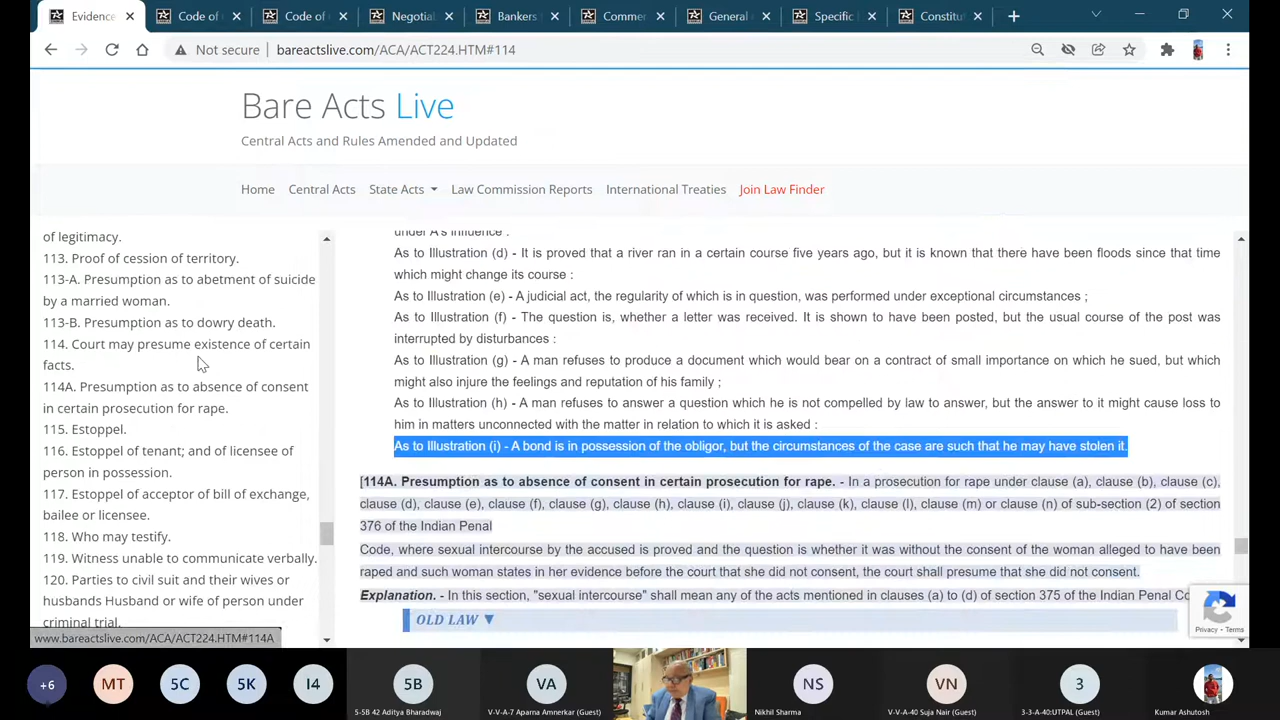 Evidence
Code of
Code of
Negotial
Bankers
Commer
General
Specific
Constitut
Not secure
bareactslive.com/ACA/ACT224.HTM#114
Bare Acts Live
Central Acts and Rules Amended and Updated
Home
Central Acts
State Acts
Law Commission Reports
International Treaties
Join Law Finder
of legitimacy.
113. Proof of cession of territory.
113-A. Presumption as to abetment of suicide
by a married woman.
113-B. Presumption as to dowry death.
114. Court may presume existence of certain
facts.
114A. Presumption as to absence of consent
in certain prosecution for rape.
115. Estoppel.
116. Estoppel of tenant; and of licensee of
person in possession.
117. Estoppel of acceptor of bill of exchange,
bailee or licensee.
118. Who may testify.
119. Witness unable to communicate verbally.
120. Parties to civil suit and their wives or
husbands Husband or wife of person under
criminal trial.
www.bareactslive.com/ACA/ACT224.HTM#114A
under A's influence :
As to Illustration (d) - It is proved that a river ran in a certain course five years ago, but it is known that there have been floods since that time
which might change its course :
As to Illustration (e) - A judicial act, the regularity of which is in question, was performed under exceptional circumstances ;
As to Illustration (f) - The question is, whether a letter was received. It is shown to have been posted, but the usual course of the post was
interrupted by disturbances :
As to Illustration (g) - A man refuses to produce a document which would bear on a contract of small importance on which he sued, but which
might also injure the feelings and reputation of his family ;
As to Illustration (h) - A man refuses to answer a question which he is not compelled by law to answer, but the answer to it might cause loss to
him in matters unconnected with the matter in relation to which it is asked :
As to Illustration (i) - A bond is in possession of the obligor, but the circumstances of the case are such that he may have stolen it.
[114A. Presumption as to absence of consent in certain prosecution for rape. - In a prosecution for rape under clause (a), clause (b), clause (c),
clause (d), clause (e), clause (f), clause (g), clause (h), clause (i), clause (j), clause (k), clause (l), clause (m) or clause (n) of sub-section (2) of section
376 of the Indian Penal
Code, where sexual intercourse by the accused is proved and the question is whether it was without the consent of the woman alleged to have been
raped and such woman states in her evidence before the court that she did not consent, the court shall presume that she did not consent.
Explanation. - In this section, "sexual intercourse" shall mean any of the acts mentioned in clauses (a) to (d) of section 375 of the Indian Penal Co
OLD LAW ▼
Privacy - Terms
+6
MT
5C
5K
I4
5B
5-5B 42 Aditya Bharadwaj
VA
V-V-A-7 Aparna Amnerkar (Guest)
NS
Nikhil Sharma
VN
V-V-A-40 Suja Nair (Guest)
3
3-3-A-40:UTPAL (Guest)
Kumar Ashutosh